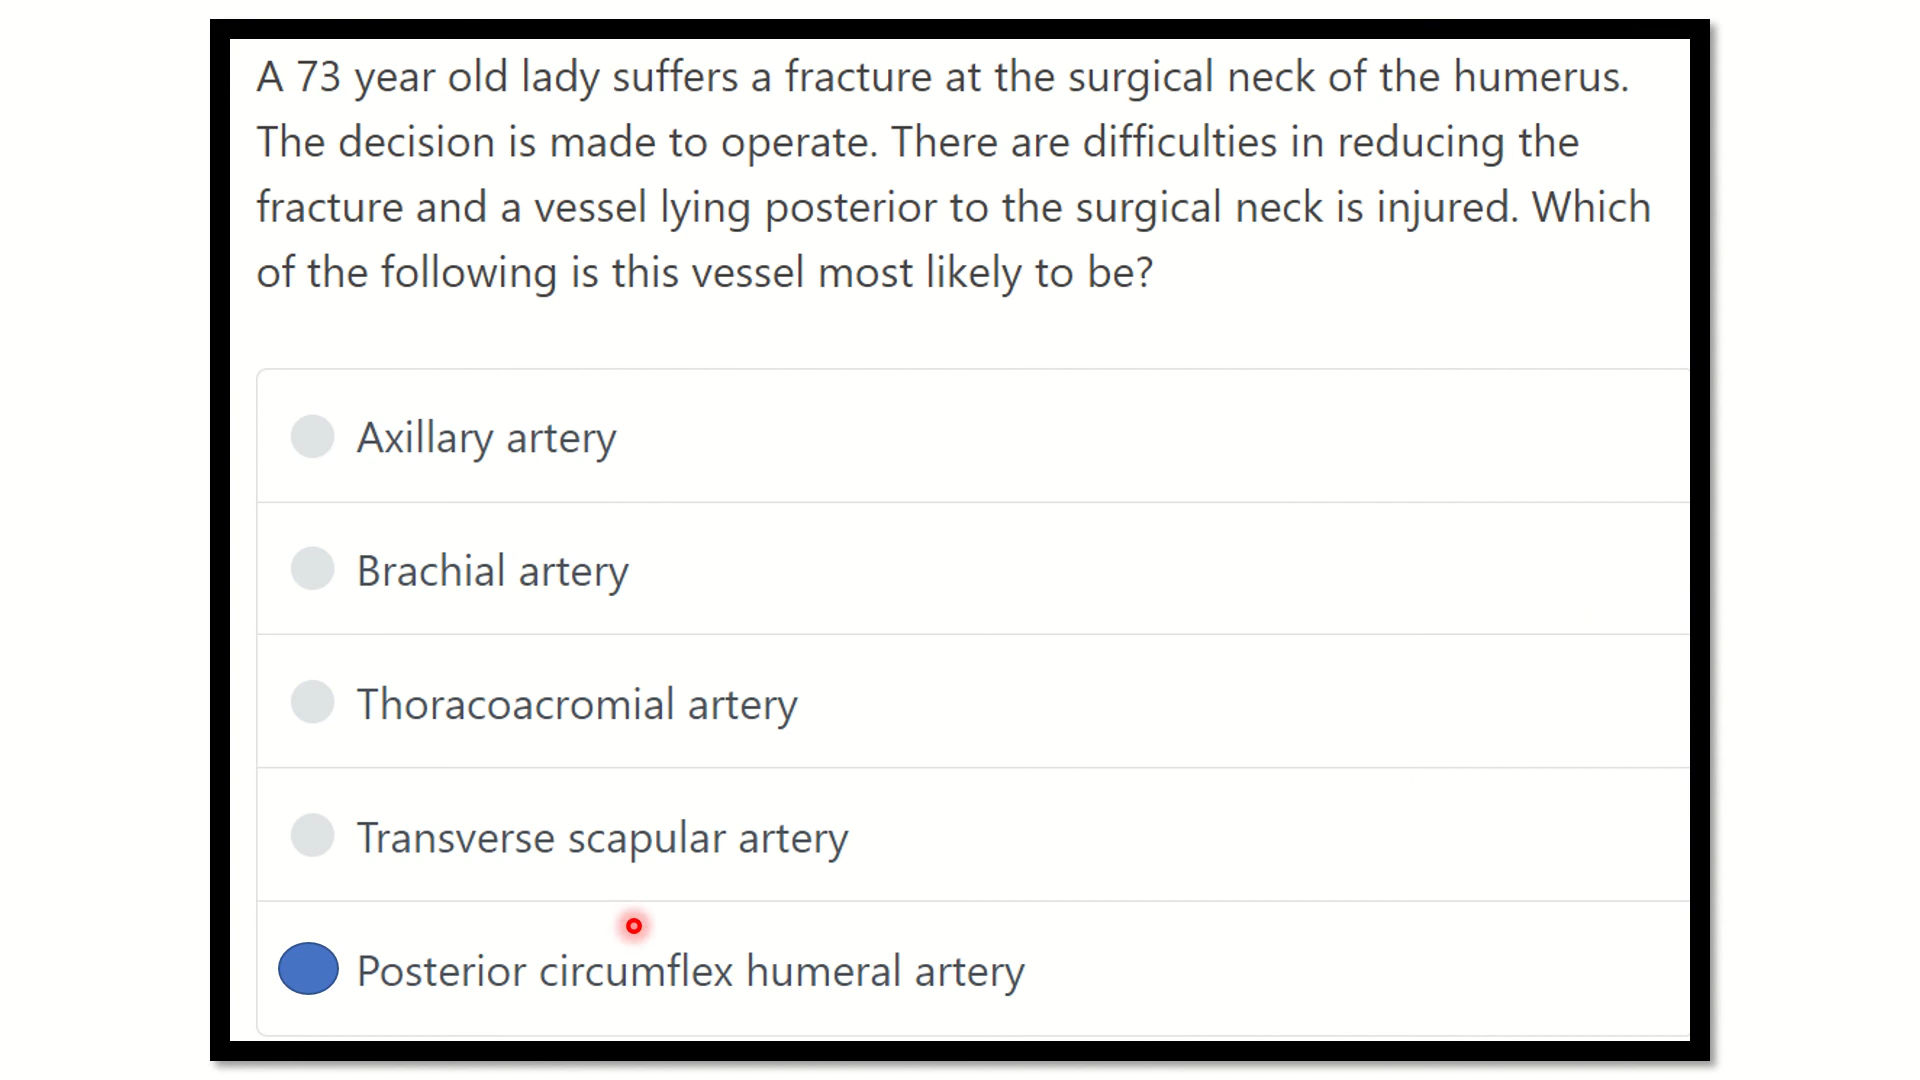 A 73 year old lady suffers a fracture at the surgical neck of the humerus.
The decision is made to operate. There are difficulties in reducing the
fracture and a vessel lying posterior to the surgical neck is injured. Which
of the following is this vessel most likely to be?
Axillary artery
Brachial artery
Thoracoacromial artery
Transverse scapular artery
Posterior circumflex humeral artery